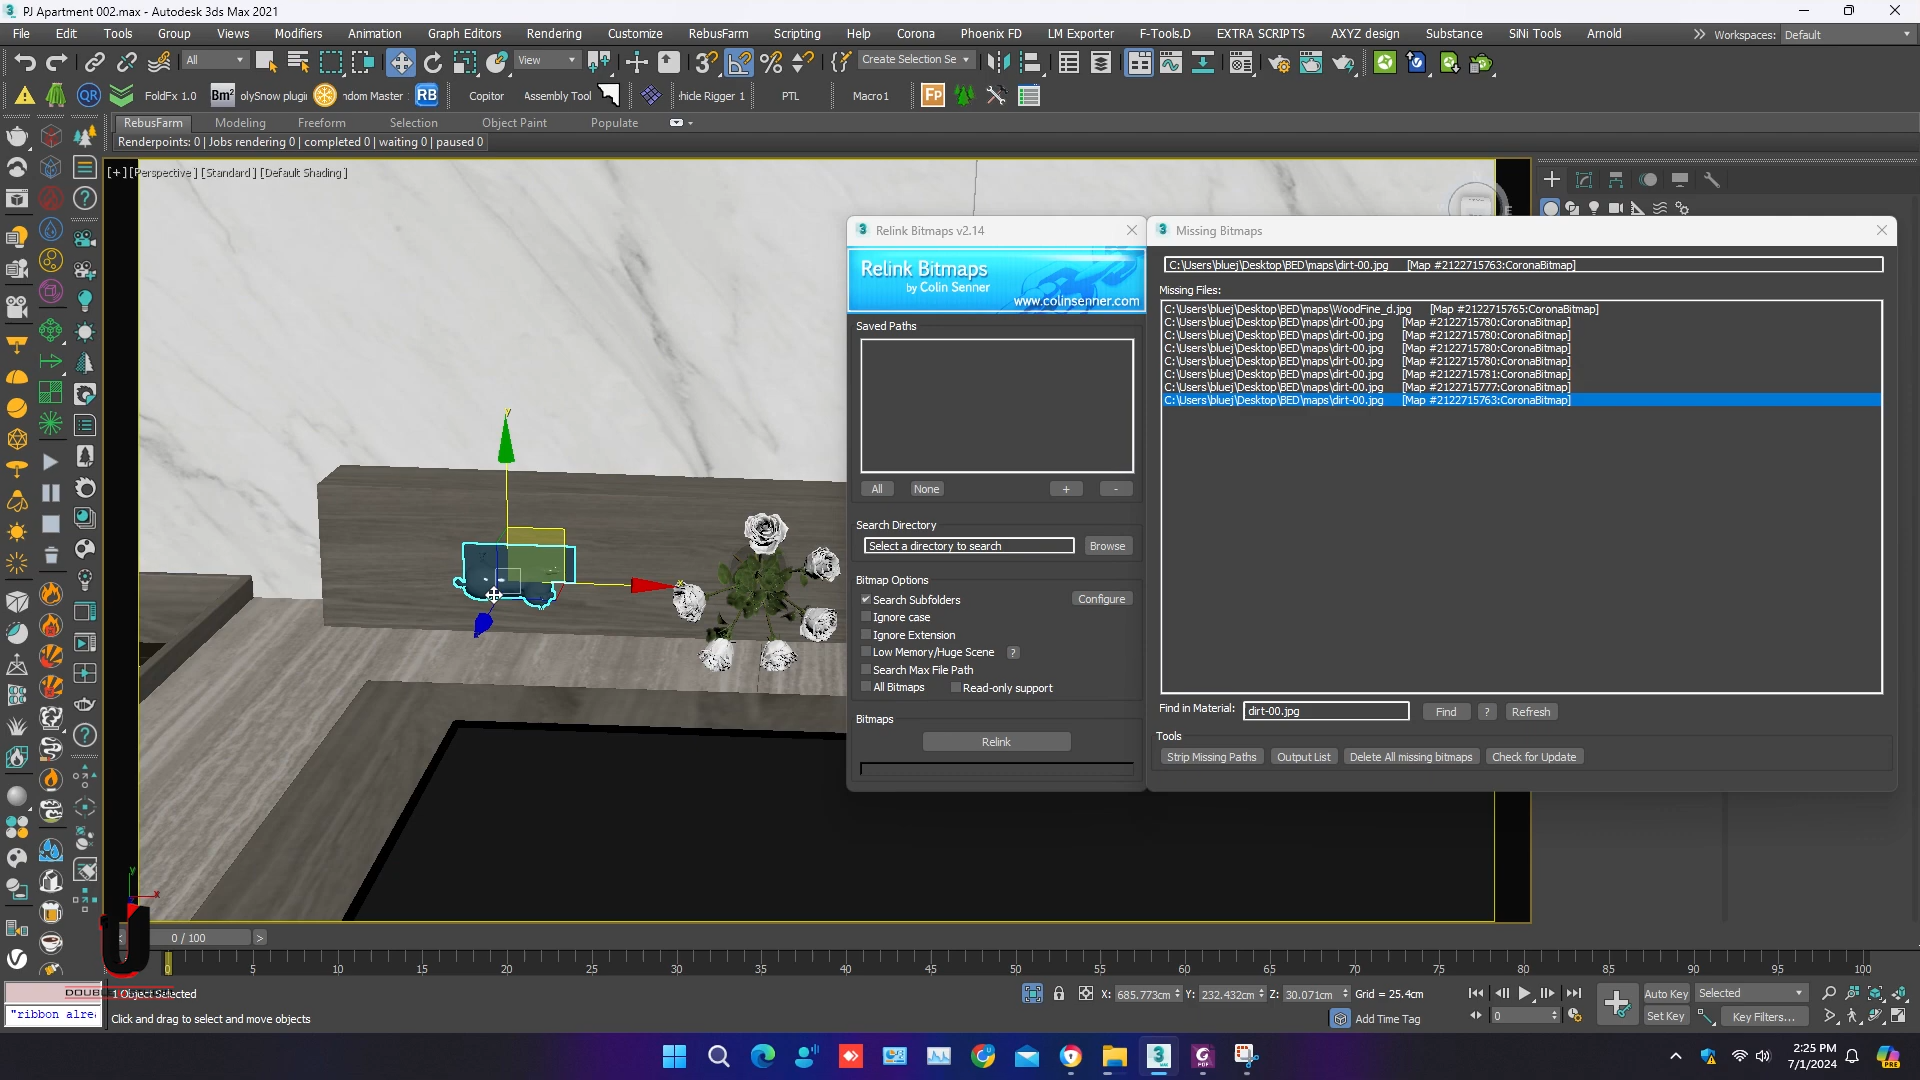 PJ Apartment 002.max - Autodesk 3ds Max 2021
File Edit Tools Group Views Modifiers Animation Graph Editors Rendering Customize RebusFarm Scripting Help Corona Phoenix FD LM Exporter F-Tools.D EXTRA SCRIPTS AXYZ design Substance SiNi Tools Arnold Workspaces: Default
All View Create Selection Se
QR FoldFx 1.0 Bm² olySnow plugi ndom Master RB Copitor Assembly Tool hicle Rigger 1 PTL Macro1 Fp
RebusFarm Modeling Freeform Selection Object Paint Populate
Renderpoints: 0 | Jobs rendering 0 | completed 0 | waiting 0 | paused 0
[+] [Perspective] [Standard] [Default Shading]
Relink Bitmaps v2.14
Relink Bitmaps
by Colin Senner
www.colinsenner.com
Saved Paths
All None + -
Search Directory
Select a directory to search Browse
Bitmap Options
Search Subfolders Configure
Ignore case
Ignore Extension
Low Memory/Huge Scene ?
Search Max File Path
All Bitmaps Read-only support
Bitmaps
Relink
Missing Bitmaps
C:\Users\bluej\Desktop\BED\maps\dirt-00.jpg [Map #2122715763:CoronaBitmap]
Missing Files:
C:\Users\bluej\Desktop\BED\maps\WoodFine_d.jpg [Map #2122715765:CoronaBitmap]
C:\Users\bluej\Desktop\BED\maps\dirt-00.jpg [Map #2122715780:CoronaBitmap]
C:\Users\bluej\Desktop\BED\maps\dirt-00.jpg [Map #2122715780:CoronaBitmap]
C:\Users\bluej\Desktop\BED\maps\dirt-00.jpg [Map #2122715780:CoronaBitmap]
C:\Users\bluej\Desktop\BED\maps\dirt-00.jpg [Map #2122715780:CoronaBitmap]
C:\Users\bluej\Desktop\BED\maps\dirt-00.jpg [Map #2122715781:CoronaBitmap]
C:\Users\bluej\Desktop\BED\maps\dirt-00.jpg [Map #2122715777:CoronaBitmap]
C:\Users\bluej\Desktop\BED\maps\dirt-00.jpg [Map #2122715763:CoronaBitmap]
Find in Material: dirt-00.jpg Find ? Refresh
Tools
Strip Missing Paths Output List Delete All missing bitmaps Check for Update
0 / 100
0 5 10 15 20 25 30 35 40 45 50 55 60 65 70 75 80 85 90 95 100
1 Object Selected
X: 685.773cm Y: 232.432cm Z: 30.071cm Grid = 25.4cm
Auto Key Selected
"ribbon alrea
Click and drag to select and move objects
Add Time Tag
0
Set Key Key Filters...
2:25 PM
7/1/2024